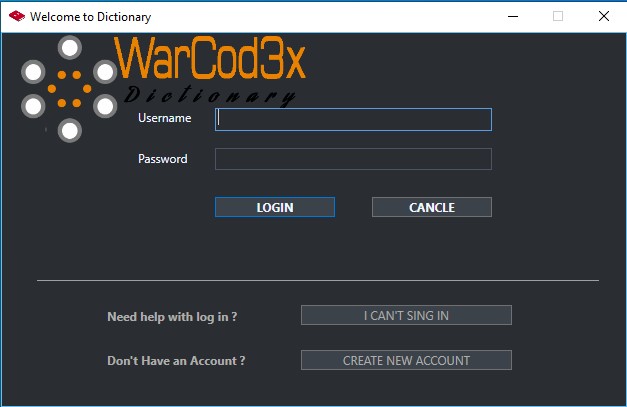 Welcome to Dictionary
WarCod3x
Dictionary
Username
Password
LOGIN CANCLE
Need help with log in ? I CAN'T SING IN
Don't Have an Account ? CREATE NEW ACCOUNT